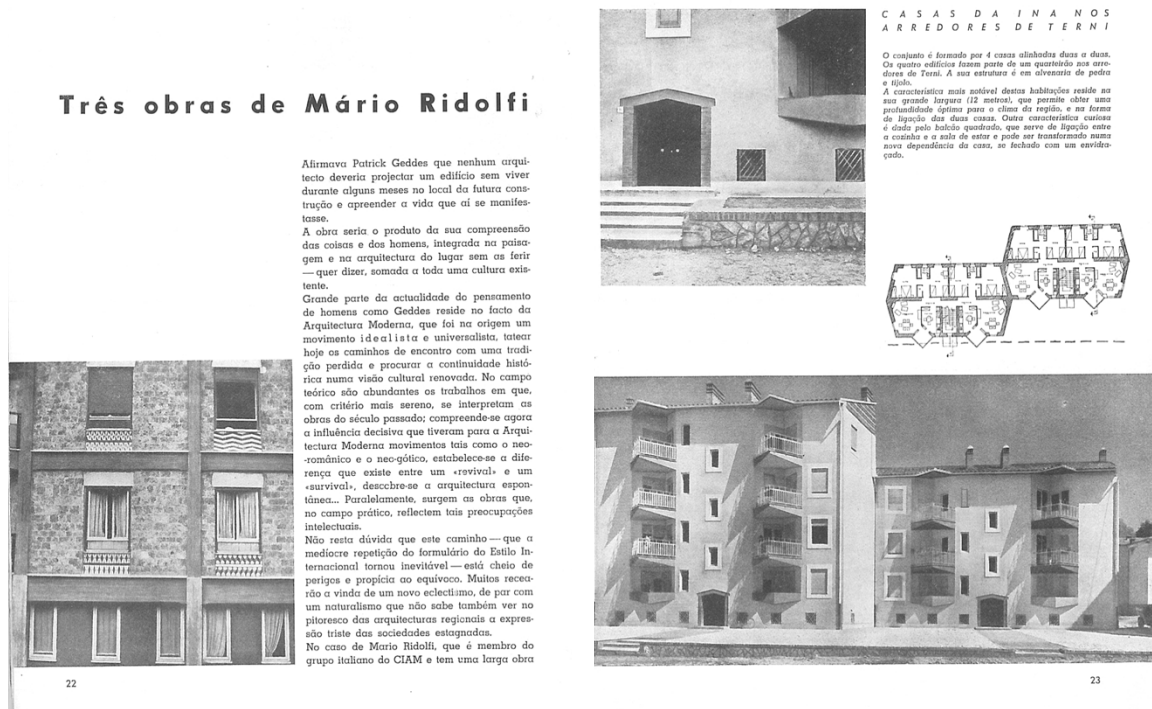 Três obras de Mário Ridolfi
Afirmava Patrick Geddes que nenhum arqui-
tecto deveria projectar um edifício sem viver
durante alguns meses no local da futura cons-
trução e apreender a vida que aí se manifes-
tasse.
A obra seria o produto da sua compreensão
das coisas e dos homens, integrada na paisa-
gem e na arquitectura do lugar sem as ferir
— quer dizer, somada a toda uma cultura exis-
tente.
Grande parte da actualidade do pensamento
de homens como Geddes reside no facto da
Arquitectura Moderna, que foi na origem um
movimento idealista e universalista, tatear
hoje os caminhos de encontro com uma tradi-
ção perdida e procurar a continuidade histó-
rica numa visão cultural renovada. No campo
teórico são abundantes os trabalhos em que,
com critério mais sereno, se interpretam as
obras do século passado; compreende-se agora
a influência decisiva que tiveram para a Arqui-
tectura Moderna movimentos tais como o neo-
-românico e o neo-gótico, estabelece-se a dife-
rença que existe entre um «revival» e um
«survival», descobre-se a arquitectura espon-
tânea... Paralelamente, surgem as obras que,
no campo prático, reflectem tais preocupações
intelectuais.
Não resta dúvida que este caminho — que a
medíocre repetição do formulário do Estilo In-
ternacional tornou inevitável — está cheio de
perigos e propícia ao equívoco. Muitos recea-
rão a vinda de um novo eclectismo, de par com
um naturalismo que não sabe também ver no
pitoresco das arquitecturas regionais a expres-
são triste das sociedades estagnadas.
No caso de Mario Ridolfi, que é membro do
grupo italiano do CIAM e tem uma larga obra
22
CASAS DA INA NOS
ARREDORES DE TERNI
O conjunto é formado por 4 casas alinhadas duas a duas.
Os quatro edifícios fazem parte de um quarteirão nos arre-
dores de Terni. A sua estrutura é em alvenaria de pedra
e tijolo.
A característica mais notável destas habitações reside na
sua grande largura (12 metros), que permite obter uma
profundidade óptima para o clima da região, e na forma
de ligação das duas casas. Outra característica curiosa
é dada pelo balcão quadrado, que serve de ligação entre
a cozinha e a sala de estar e pode ser transformado numa
nova dependência da casa, se fechado com um envidra-
çado.
23